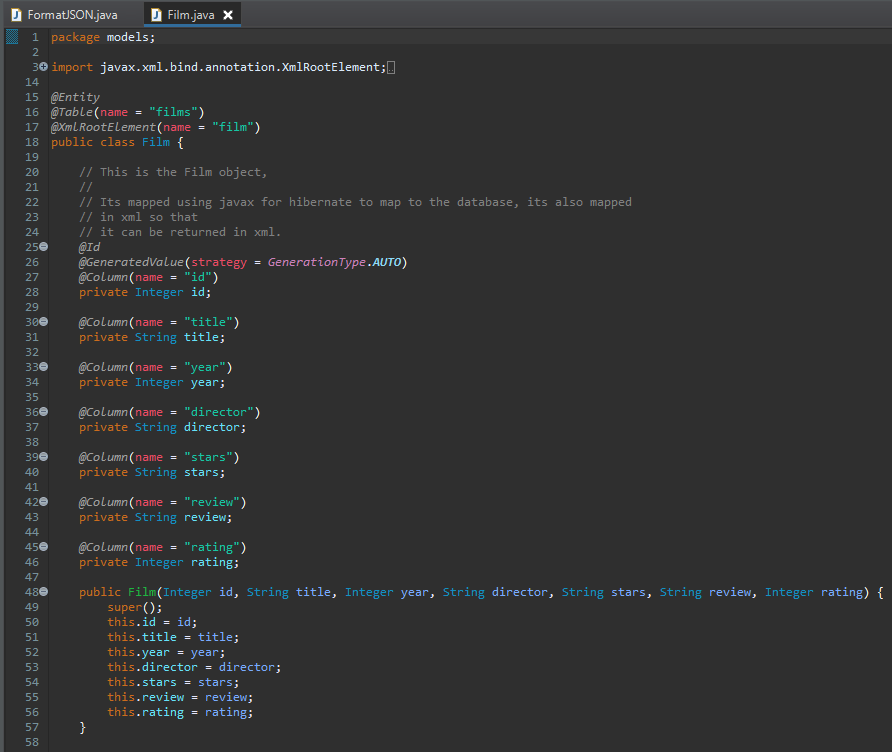 FormatJSON.java Film.java
1 package models;
2
3 import javax.xml.bind.annotation.XmlRootElement;
14
15 @Entity
16 @Table(name = "films")
17 @XmlRootElement(name = "film")
18 public class Film {
19
20 // This is the Film object,
21 //
22 // Its mapped using javax for hibernate to map to the database, its also mapped
23 // in xml so that
24 // it can be returned in xml.
25 @Id
26 @GeneratedValue(strategy = GenerationType.AUTO)
27 @Column(name = "id")
28 private Integer id;
29
30 @Column(name = "title")
31 private String title;
32
33 @Column(name = "year")
34 private Integer year;
35
36 @Column(name = "director")
37 private String director;
38
39 @Column(name = "stars")
40 private String stars;
41
42 @Column(name = "review")
43 private String review;
44
45 @Column(name = "rating")
46 private Integer rating;
47
48 public Film(Integer id, String title, Integer year, String director, String stars, String review, Integer rating) {
49 super();
50 this.id = id;
51 this.title = title;
52 this.year = year;
53 this.director = director;
54 this.stars = stars;
55 this.review = review;
56 this.rating = rating;
57 }
58